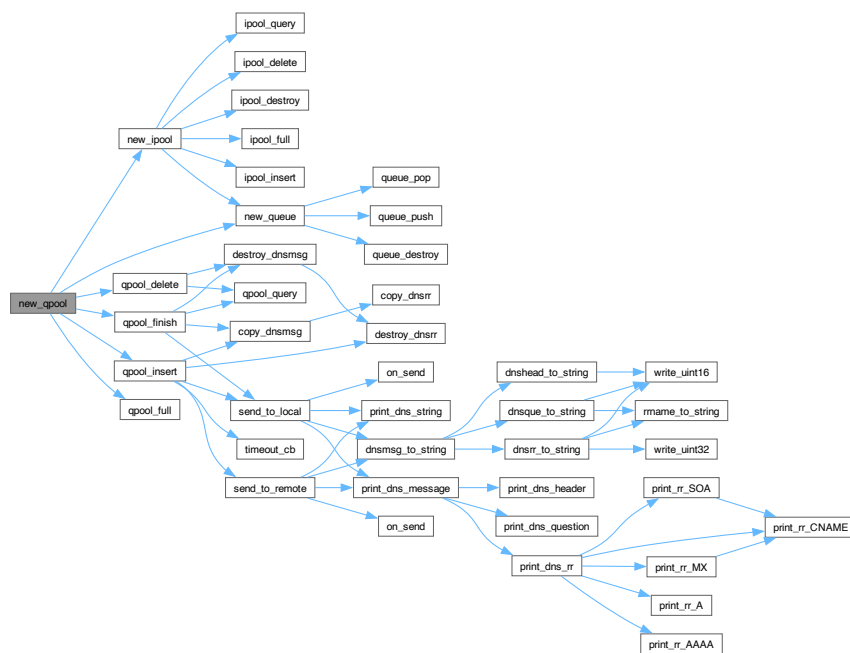 ipool_query
ipool_delete
ipool_destroy
new_ipool
ipool_full
ipool_insert
queue_pop
new_queue
queue_push
queue_destroy
destroy_dnsmsg
qpool_delete
qpool_query
copy_dnsrr
new_qpool
qpool_finish
copy_dnsmsg
destroy_dnsrr
qpool_insert
dnshead_to_string
write_uint16
on_send
qpool_full
send_to_local
print_dns_string
dnsque_to_string
rmame_to_string
timeout_cb
dnsmsg_to_string
dnsrr_to_string
write_uint32
send_to_remote
print_dns_message
print_dns_header
print_rr_SOA
on_send
print_dns_question
print_rr_CNAME
print_dns_rr
print_rr_MX
print_rr_A
print_rr_AAAA